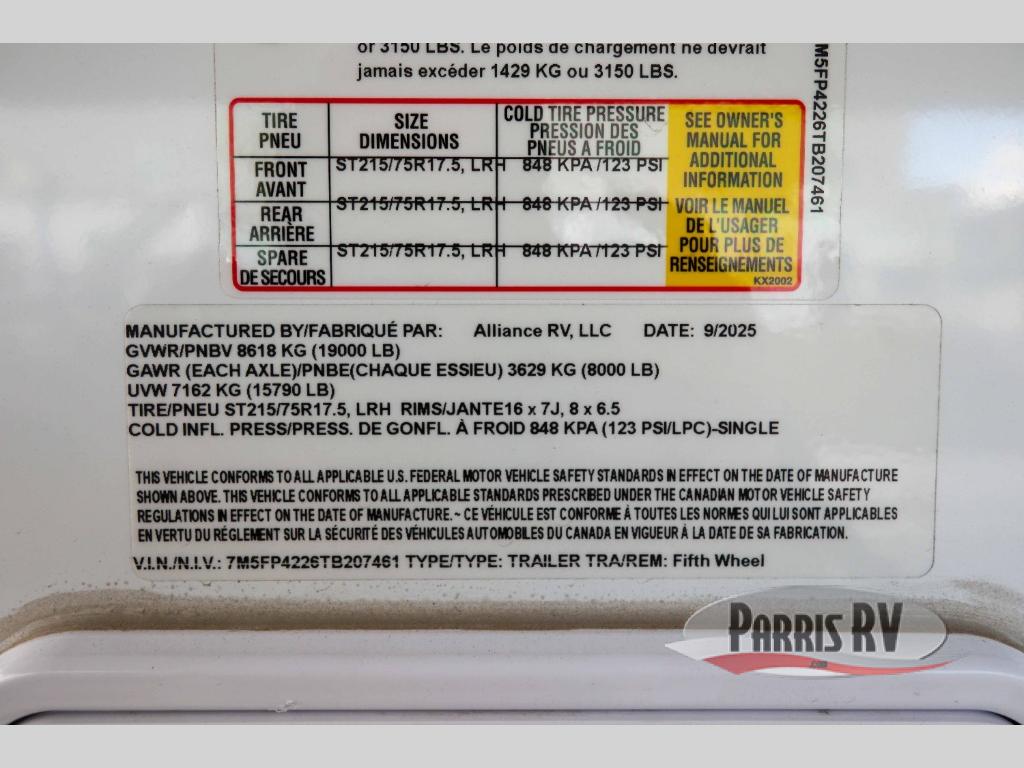 or 3150 LBS. Le poids de chargement ne devrait
jamais excéder 1429 KG ou 3150 LBS.
TIRE PNEU SIZE DIMENSIONS COLD TIRE PRESSURE PRESSION DES PNEUS A FROID
FRONT AVANT ST215/75R17.5, LRH 848 KPA /123 PSI
REAR ARRIÈRE ST215/75R17.5, LRH 848 KPA /123 PSI
SPARE DE SECOURS ST215/75R17.5, LRH 848 KPA /123 PSI
SEE OWNER'S
MANUAL FOR
ADDITIONAL
INFORMATION
VOIR LE MANUEL
DE L'USAGER
POUR PLUS DE
RENSEIGNEMENTS
KX2002
M5FP4226TB207461
MANUFACTURED BY/FABRIQUÉ PAR: Alliance RV, LLC DATE: 9/2025
GVWR/PNBV 8618 KG (19000 LB)
GAWR (EACH AXLE)/PNBE(CHAQUE ESSIEU) 3629 KG (8000 LB)
UVW 7162 KG (15790 LB)
TIRE/PNEU ST215/75R17.5, LRH RIMS/JANTE16 x 7J, 8 x 6.5
COLD INFL. PRESS/PRESS. DE GONFL. À FROID 848 KPA (123 PSI/LPC)-SINGLE
THIS VEHICLE CONFORMS TO ALL APPLICABLE U.S. FEDERAL MOTOR VEHICLE SAFETY STANDARDS IN EFFECT ON THE DATE OF MANUFACTURE
SHOWN ABOVE. THIS VEHICLE CONFORMS TO ALL APPLICABLE STANDARDS PRESCRIBED UNDER THE CANADIAN MOTOR VEHICLE SAFETY
REGULATIONS IN EFFECT ON THE DATE OF MANUFACTURE. ~ CE VÉHICULE EST CONFORME À TOUTES LES NORMES QUI LUI SONT APPLICABLES
EN VERTU DU RÉGLEMENT SUR LA SÉCURITÉ DES VÉHICULES AUTOMOBILES DU CANADA EN VIGUEUR À LA DATE DE SA FABRICATION.
V.I.N./N.I.V.: 7M5FP4226TB207461 TYPE/TYPE: TRAILER TRA/REM: Fifth Wheel
PARRIS RV
.com